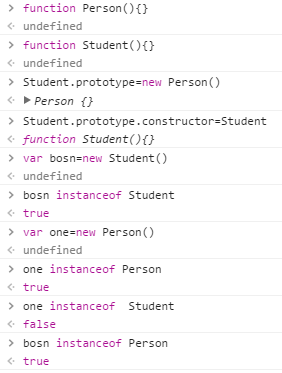 function Person(){}
undefined
function Student(){}
undefined
Student.prototype=new Person()
Person {}
Student.prototype.constructor=Student
function Student(){}
var bosn=new Student()
undefined
bosn instanceof Student
true
var one=new Person()
undefined
one instanceof Person
true
one instanceof  Student
false
bosn instanceof Person
true